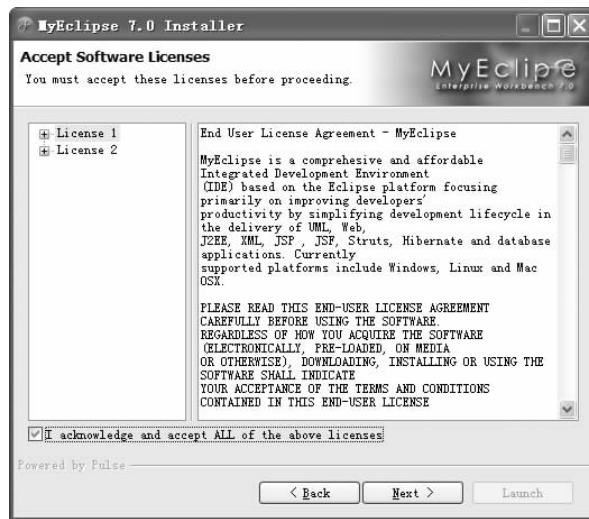 MyEclipse 7.0 Installer
Accept Software Licenses
You must accept these licenses before proceeding.
MyEclipse
Enterprise Workbench 7.0
License 1
License 2
End User License Agreement - MyEclipse
MyEclipse is a comprehesive and affordable
Integrated Development Environment
(IDE) based on the Eclipse platform focusing
primarily on improving developers'
productivity by simplifying development lifecycle in
the delivery of UML, Web,
J2EE, XML, JSP , JSF, Struts, Hibernate and database
applications. Currently
supported platforms include Windows, Linux and Mac
OSX.
PLEASE READ THIS END-USER LICENSE AGREEMENT
CAREFULLY BEFORE USING THE SOFTWARE.
REGARDLESS OF HOW YOU ACQUIRE THE SOFTWARE
(ELECTRONICALLY, PRE-LOADED, ON MEDIA
OR OTHERWISE), DOWNLOADING, INSTALLING OR USING THE
SOFTWARE SHALL INDICATE
YOUR ACCEPTANCE OF THE TERMS AND CONDITIONS
CONTAINED IN THIS END-USER LICENSE
I acknowledge and accept ALL of the above licenses
Powered by Pulse
< Back
Next >
Launch